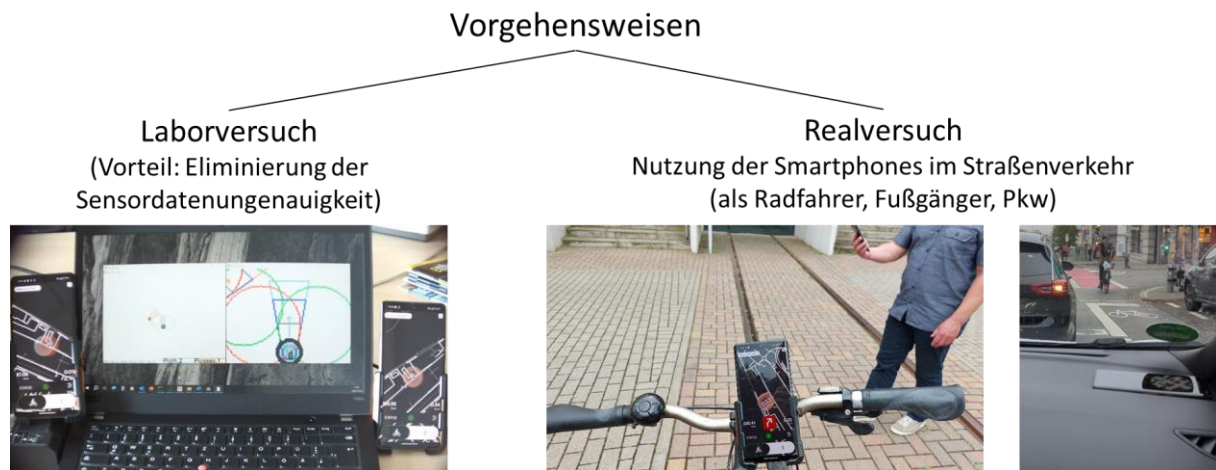 Vorgehensweisen
Laborversuch
(Vorteil: Eliminierung der
Sensordatenungenauigkeit)
Realversuch
Nutzung der Smartphones im Straßenverkehr
(als Radfahrer, Fußgänger, Pkw)